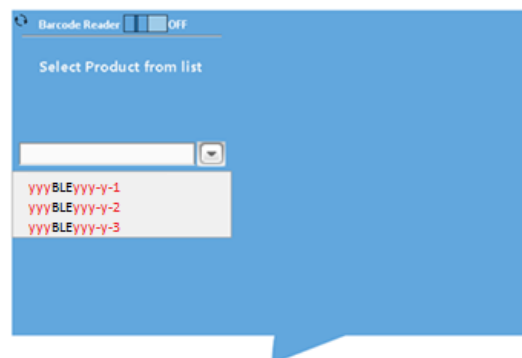 Barcode Reader OFF
Select Product from list
yyyBLEyyy-y-1
yyyBLEyyy-y-2
yyyBLEyyy-y-3